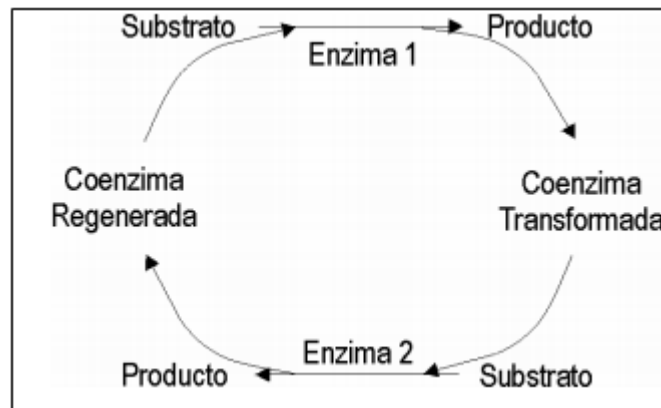 Substrato Producto
Enzima 1
Coenzima
Regenerada
Coenzima
Transformada
Enzima 2
Producto Substrato